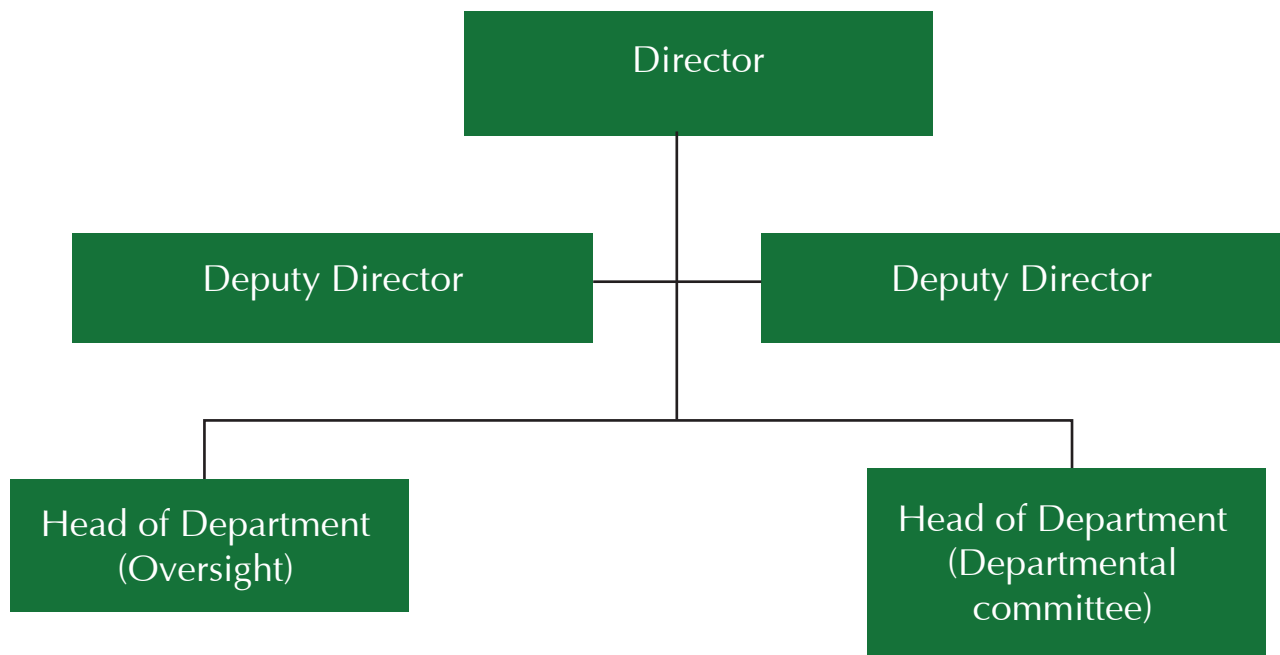 Director
Deputy Director
Deputy Director
Head of Department
(Oversight)
Head of Department
(Departmental
committee)